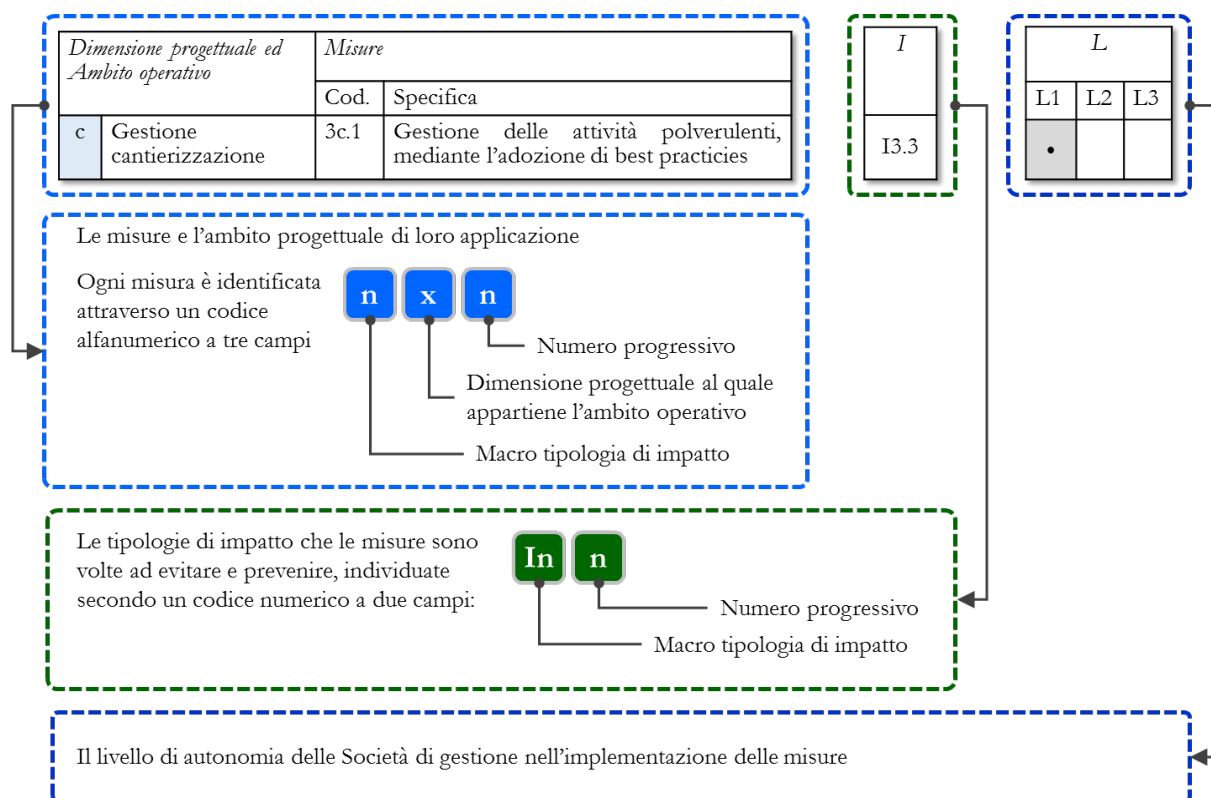 Dimensione progettuale ed
Ambito operativo
Misure
Cod. Specifica
c Gestione
cantierizzazione
3c.1 Gestione delle attività polverulenti,
mediante l'adozione di best practicies
I
I3.3
L
L1 L2 L3
•
Le misure e l'ambito progettuale di loro applicazione
Ogni misura è identificata
attraverso un codice
alfanumerico a tre campi
n x n
Numero progressivo
Dimensione progettuale al quale
appartiene l'ambito operativo
Macro tipologia di impatto
Le tipologie di impatto che le misure sono
volte ad evitare e prevenire, individuate
secondo un codice numerico a due campi:
In n
Numero progressivo
Macro tipologia di impatto
Il livello di autonomia delle Società di gestione nell'implementazione delle misure